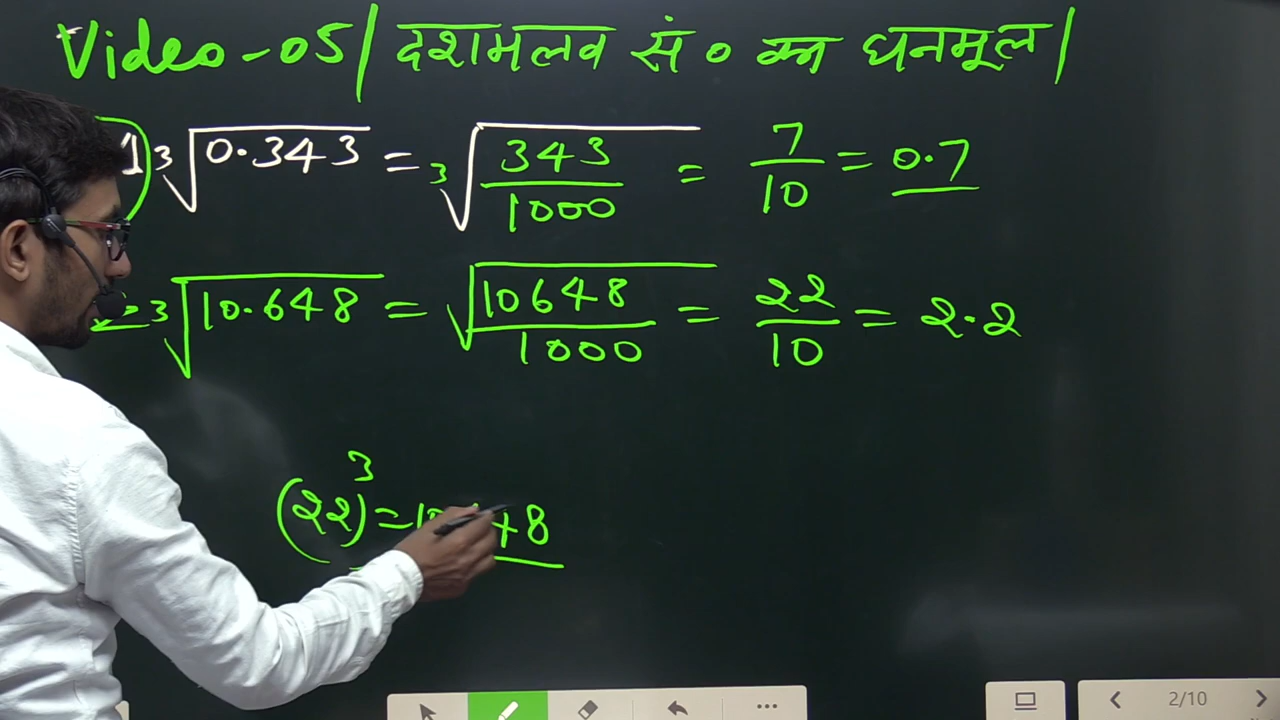 Video-05/ दशमलव सं० का घनमूल/
1) ∛0.343 = ∛(343/1000) = 7/10 = 0.7
∛10.648 = √(10648/1000) = 22/10 = 2.2
(22)³ = 10 8
2/10